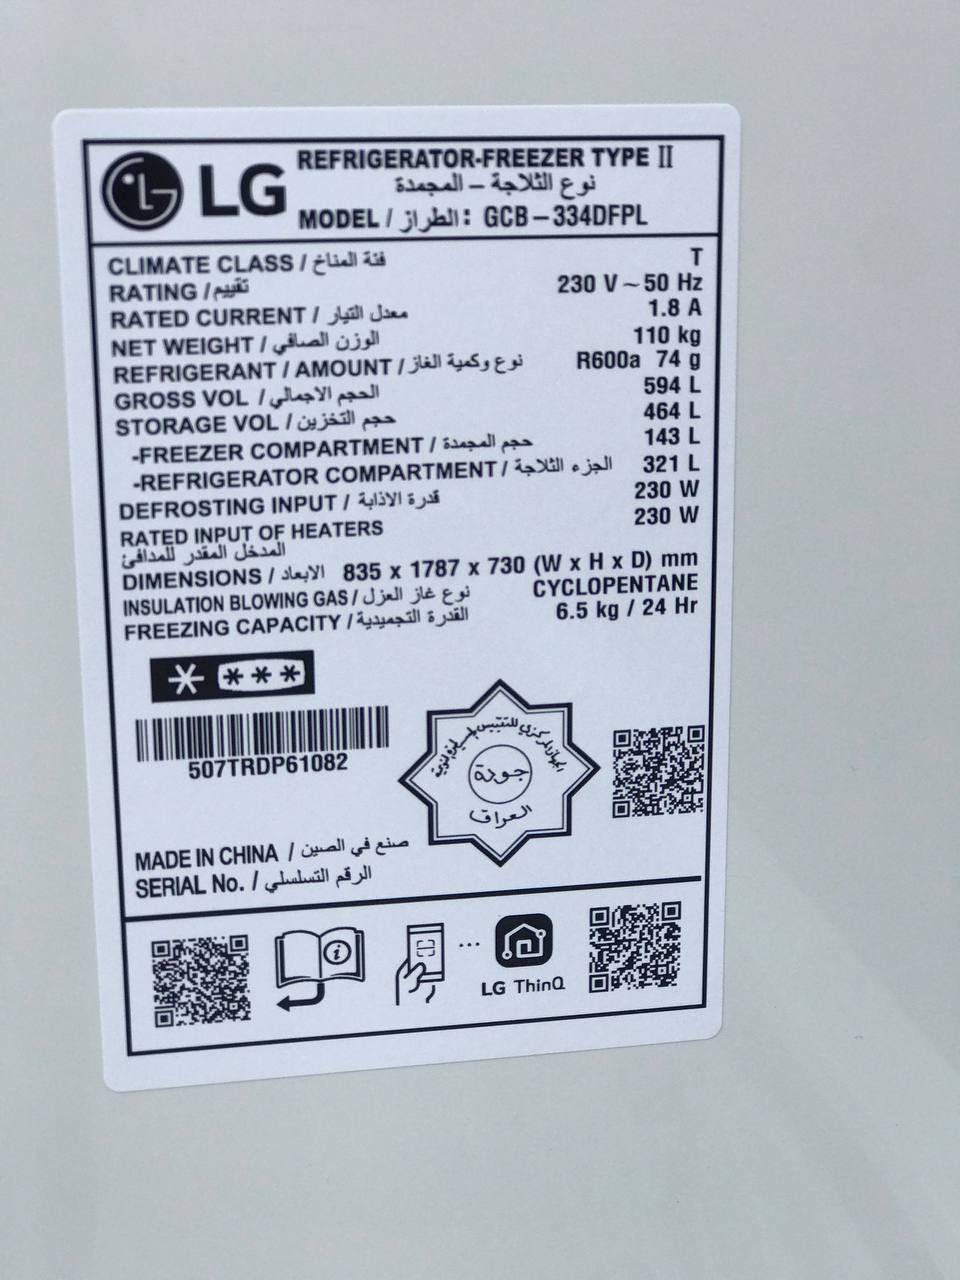 LG
REFRIGERATOR-FREEZER TYPE II
نوع الثلاجة – المجمدة
MODEL / الطراز : GCB – 334DFPL
CLIMATE CLASS / فئة المناخ T
RATING / تقييم 230 V ~ 50 Hz
RATED CURRENT / معدل التيار 1.8 A
NET WEIGHT / الوزن الصافي 110 kg
REFRIGERANT / AMOUNT / نوع وكمية الغاز R600a 74 g
GROSS VOL / الحجم الاجمالي 594 L
STORAGE VOL / حجم التخزين 464 L
-FREEZER COMPARTMENT / حجم المجمدة 143 L
-REFRIGERATOR COMPARTMENT / الجزء الثلاجة 321 L
DEFROSTING INPUT / قدرة الاذابة 230 W
RATED INPUT OF HEATERS 230 W
المدخل المقدر للمدافئ
DIMENSIONS / الابعاد 835 x 1787 x 730 (W x H x D) mm
INSULATION BLOWING GAS / نوع غاز العزل CYCLOPENTANE
FREEZING CAPACITY / القدرة التجميدية 6.5 kg / 24 Hr
507TRDP61082
الجهاز المركزي للتقييس والسيطرة النوعية
جودة
العراق
MADE IN CHINA / صنع في الصين
SERIAL No. / الرقم التسلسلي
LG ThinQ